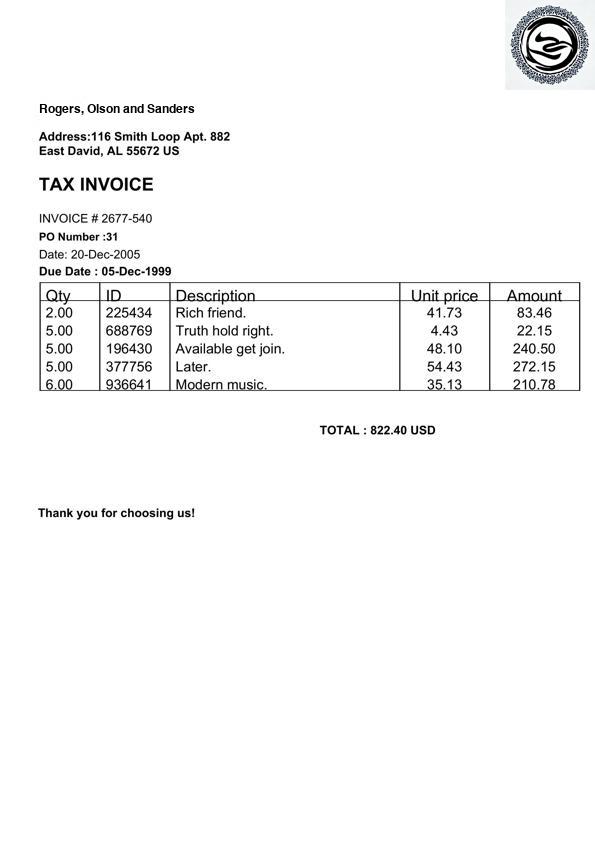 Rogers, Olson and Sanders
Address:116 Smith Loop Apt. 882
East David, AL 55672 US
TAX INVOICE
INVOICE # 2677-540
PO Number :31
Date: 20-Dec-2005
Due Date : 05-Dec-1999
Qty ID Description Unit price Amount
2.00 225434 Rich friend. 41.73 83.46
5.00 688769 Truth hold right. 4.43 22.15
5.00 196430 Available get join. 48.10 240.50
5.00 377756 Later. 54.43 272.15
6.00 936641 Modern music. 35.13 210.78
TOTAL : 822.40 USD
Thank you for choosing us!